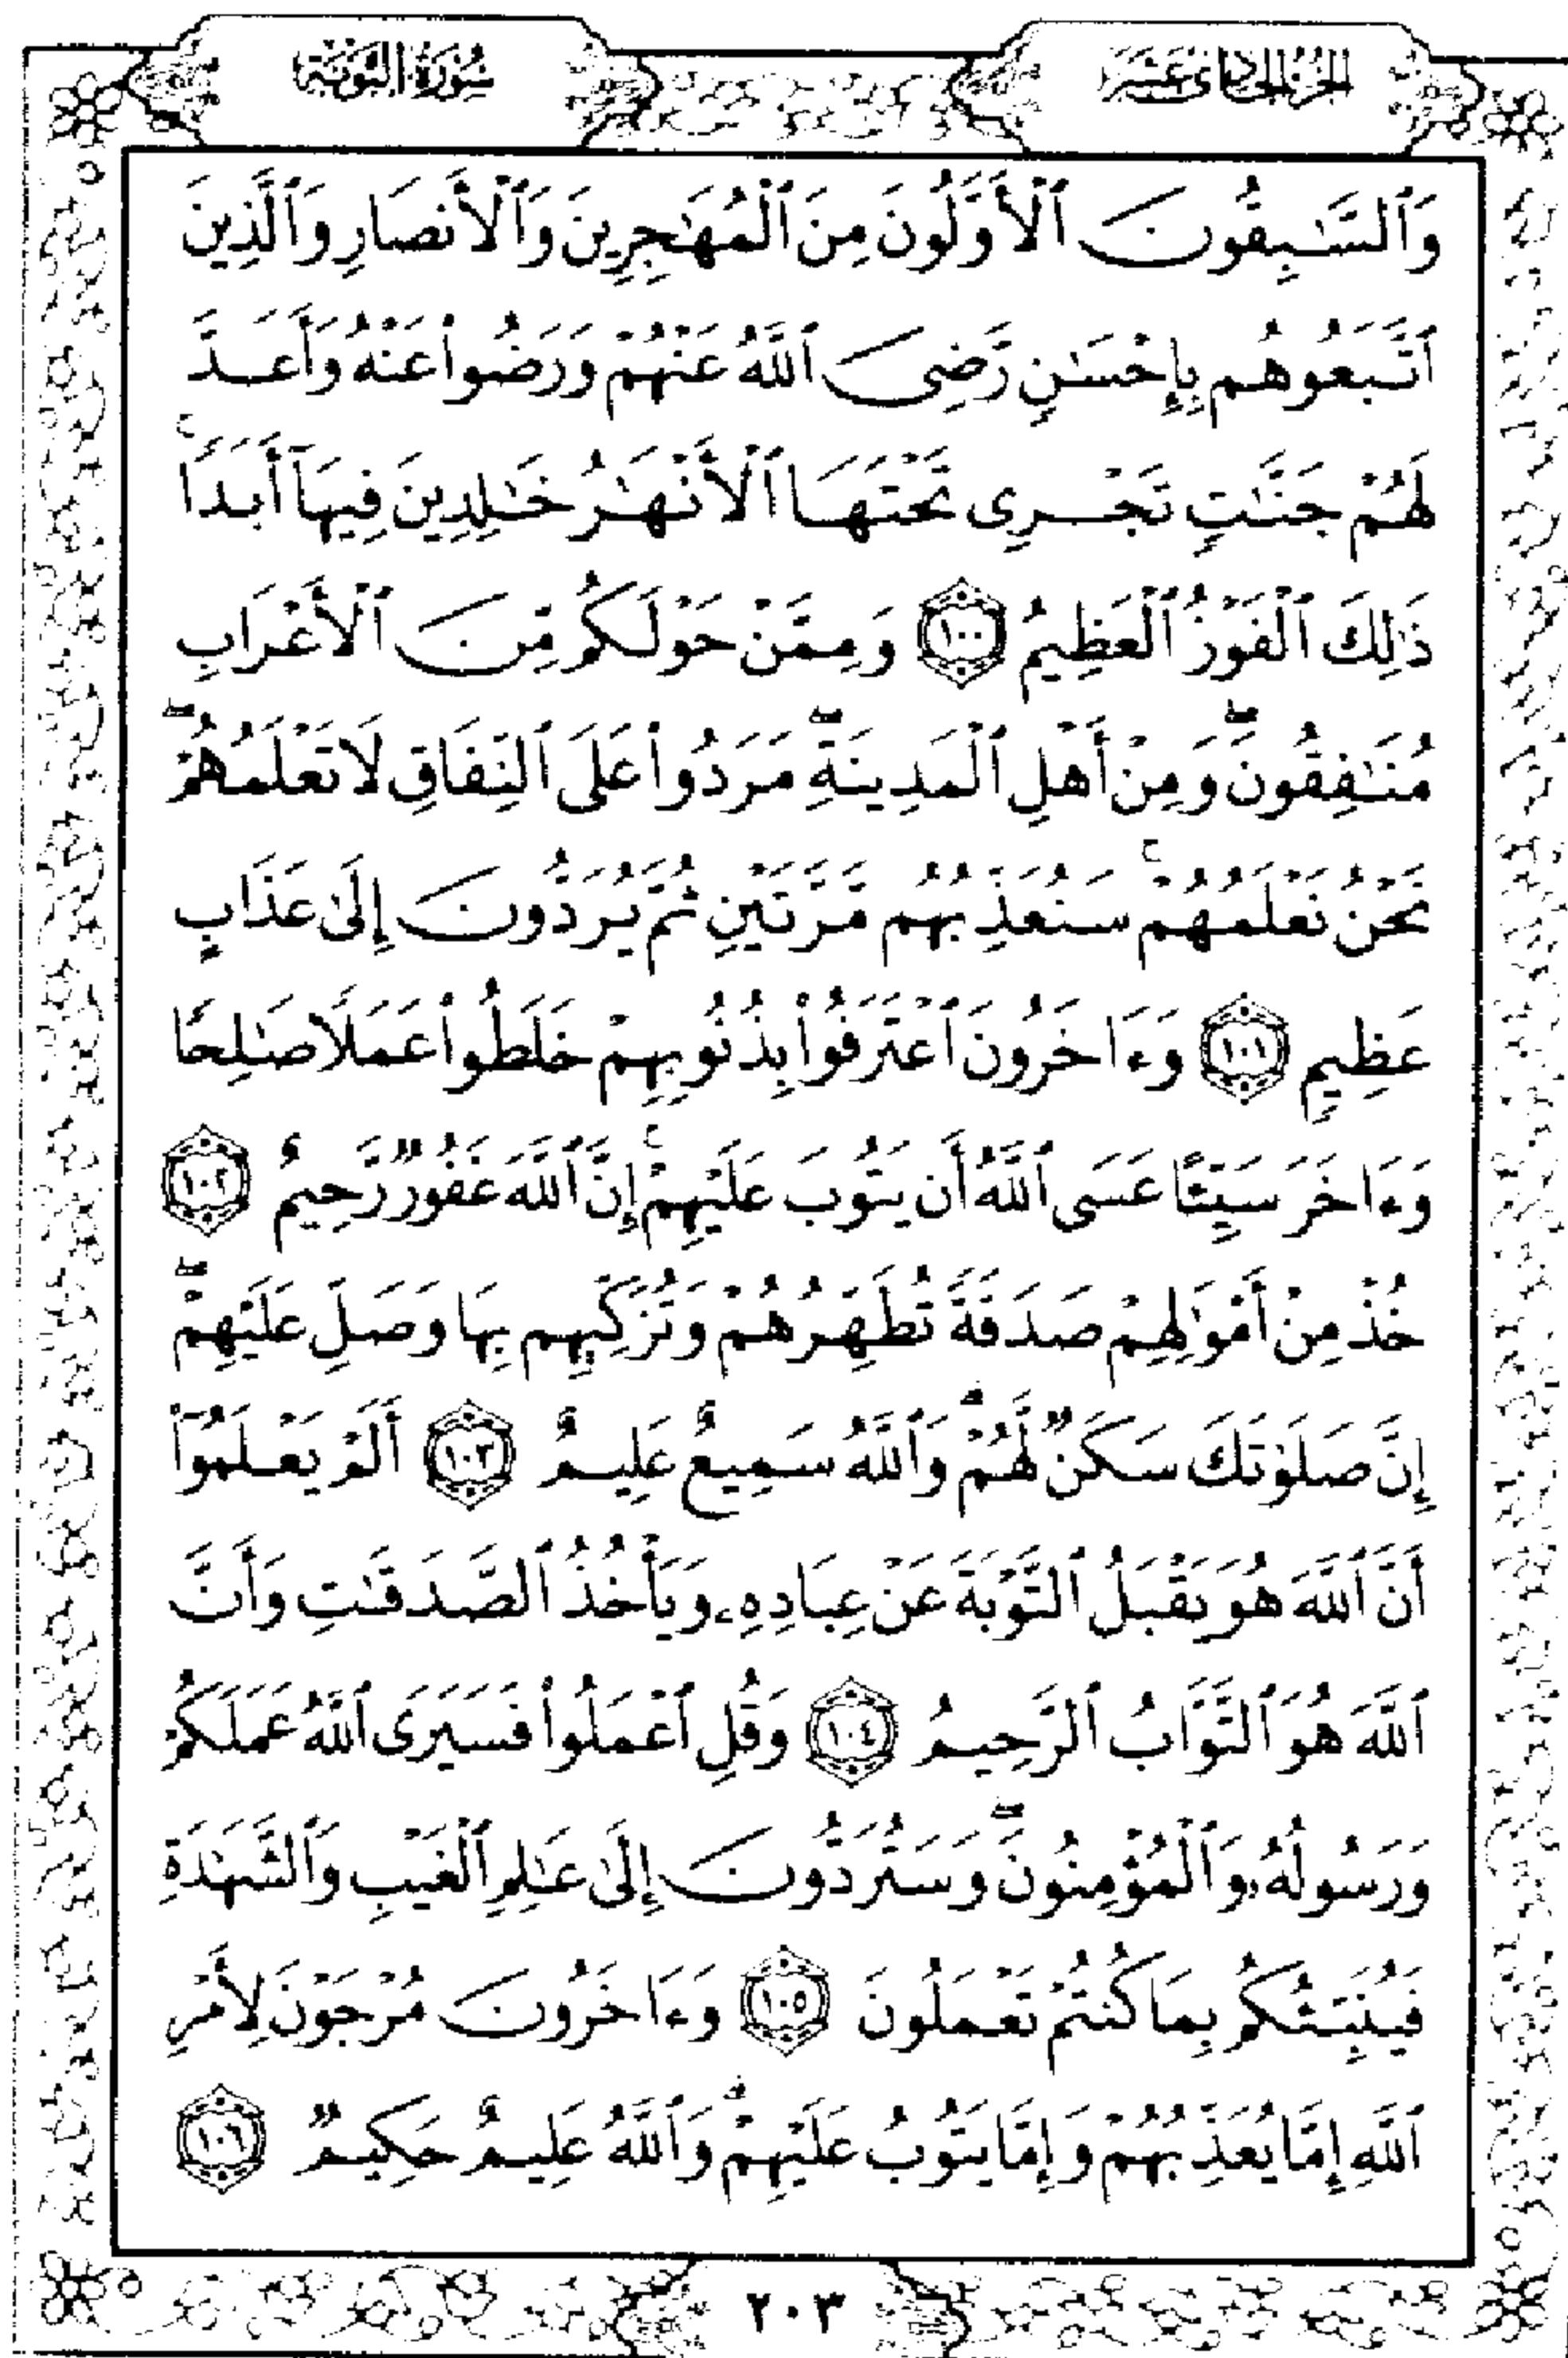 الجزء الحادي عشر
سورة التوبة
وَٱلسَّٰبِقُونَ ٱلْأَوَّلُونَ مِنَ ٱلْمُهَٰجِرِينَ وَٱلْأَنصَارِ وَٱلَّذِينَ
ٱتَّبَعُوهُم بِإِحْسَٰنٍ رَّضِىَ ٱللَّهُ عَنْهُمْ وَرَضُوا۟ عَنْهُ وَأَعَدَّ
لَهُمْ جَنَّٰتٍ تَجْرِى تَحْتَهَا ٱلْأَنْهَٰرُ خَٰلِدِينَ فِيهَآ أَبَدًا ۚ
ذَٰلِكَ ٱلْفَوْزُ ٱلْعَظِيمُ ١٠٠ وَمِمَّنْ حَوْلَكُم مِّنَ ٱلْأَعْرَابِ
مُنَٰفِقُونَ ۖ وَمِنْ أَهْلِ ٱلْمَدِينَةِ ۖ مَرَدُوا۟ عَلَى ٱلنِّفَاقِ لَا تَعْلَمُهُمْ ۖ
نَحْنُ نَعْلَمُهُمْ ۚ سَنُعَذِّبُهُم مَّرَّتَيْنِ ثُمَّ يُرَدُّونَ إِلَىٰ عَذَابٍ
عَظِيمٍ ١٠١ وَءَاخَرُونَ ٱعْتَرَفُوا۟ بِذُنُوبِهِمْ خَلَطُوا۟ عَمَلًا صَٰلِحًا
وَءَاخَرَ سَيِّئًا عَسَى ٱللَّهُ أَن يَتُوبَ عَلَيْهِمْ ۚ إِنَّ ٱللَّهَ غَفُورٌ رَّحِيمٌ ١٠٢
خُذْ مِنْ أَمْوَٰلِهِمْ صَدَقَةً تُطَهِّرُهُمْ وَتُزَكِّيهِم بِهَا وَصَلِّ عَلَيْهِمْ ۖ
إِنَّ صَلَوٰتَكَ سَكَنٌ لَّهُمْ ۗ وَٱللَّهُ سَمِيعٌ عَلِيمٌ ١٠٣ أَلَمْ يَعْلَمُوٓا۟
أَنَّ ٱللَّهَ هُوَ يَقْبَلُ ٱلتَّوْبَةَ عَنْ عِبَادِهِۦ وَيَأْخُذُ ٱلصَّدَقَٰتِ وَأَنَّ
ٱللَّهَ هُوَ ٱلتَّوَّابُ ٱلرَّحِيمُ ١٠٤ وَقُلِ ٱعْمَلُوا۟ فَسَيَرَى ٱللَّهُ عَمَلَكُمْ
وَرَسُولُهُۥ وَٱلْمُؤْمِنُونَ ۖ وَسَتُرَدُّونَ إِلَىٰ عَٰلِمِ ٱلْغَيْبِ وَٱلشَّهَٰدَةِ
فَيُنَبِّئُكُم بِمَا كُنتُمْ تَعْمَلُونَ ١٠٥ وَءَاخَرُونَ مُرْجَوْنَ لِأَمْرِ
ٱللَّهِ إِمَّا يُعَذِّبُهُمْ وَإِمَّا يَتُوبُ عَلَيْهِمْ ۗ وَٱللَّهُ عَلِيمٌ حَكِيمٌ ١٠٦
٢٠٣